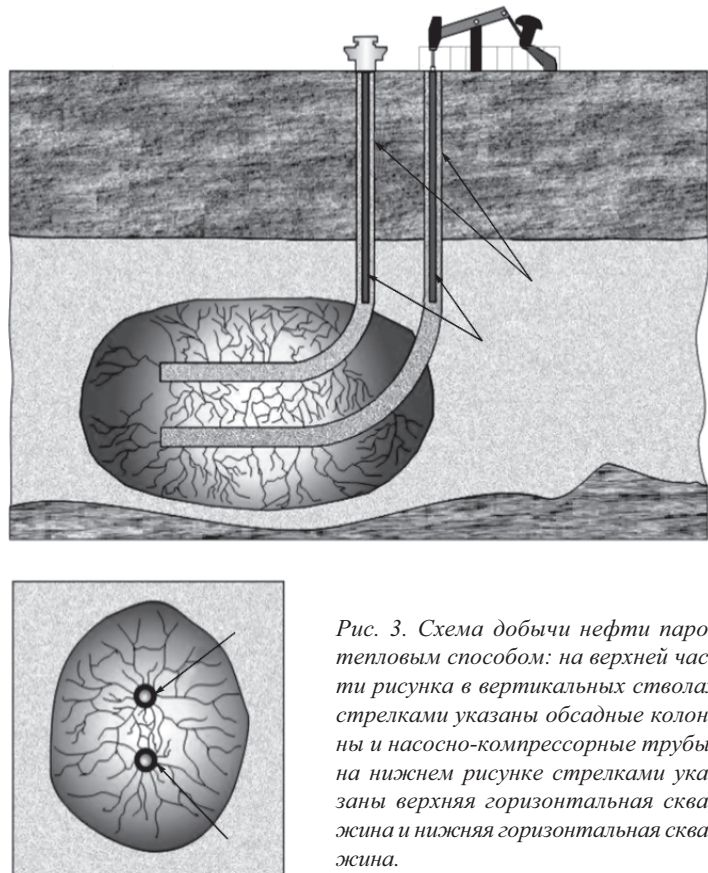 Рис. 3. Схема добычи нефти паро
тепловым способом: на верхней час
ти рисунка в вертикальных ствола
стрелками указаны обсадные колон
ны и насосно-компрессорные трубы
на нижнем рисунке стрелками ука
заны верхняя горизонтальная сква
жина и нижняя горизонтальная сква
жина.